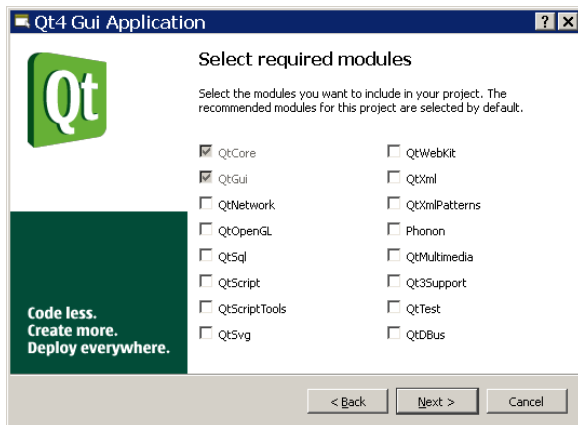 Qt4 Gui Application
Qt
Select required modules
Select the modules you want to include in your project. The
recommended modules for this project are selected by default.
QtCore
QtGui
QtNetwork
QtOpenGL
QtSql
QtScript
QtScriptTools
QtSvg
QtWebKit
QtXml
QtXmlPatterns
Phonon
QtMultimedia
Qt3Support
QtTest
QtDBus
Code less.
Create more.
Deploy everywhere.
< Back
Next >
Cancel